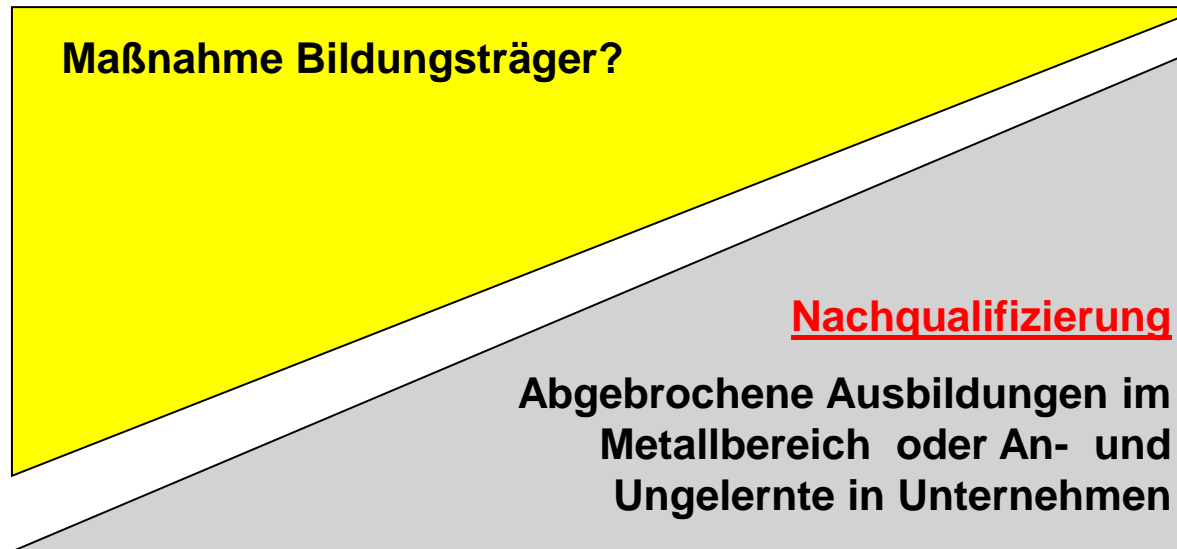 Maßnahme Bildungsträger?
Nachqualifizierung
Abgebrochene Ausbildungen im
Metallbereich oder An- und
Ungelernte in Unternehmen